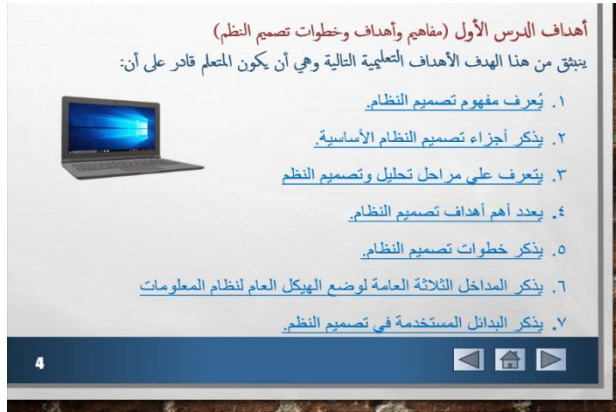 أهداف الدرس الأول (مفاهيم وأهداف وخطوات تصميم النظم)
ينبثق من هذا الهدف الأهداف التعليمية التالية وهي أن يكون المتعلم قادر على أن:
١. يُعرف مفهوم تصميم النظام.
٢. يذكر أجزاء تصميم النظام الأساسية.
٣. يتعرف علي مراحل تحليل وتصميم النظم
٤. يعدد أهم أهداف تصميم النظام.
٥. يذكر خطوات تصميم النظام.
٦. يذكر المداخل الثلاثة العامة لوضع الهيكل العام لنظام المعلومات
٧. يذكر البدائل المستخدمة في تصميم النظم.
4